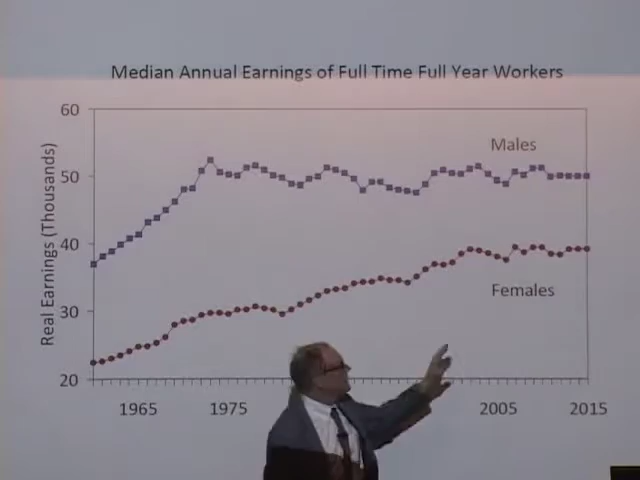 Median Annual Earnings of Full Time Full Year Workers
60
50
40
30
20
Real Earnings (Thousands)
Males
Females
1965 1975 2005 2015